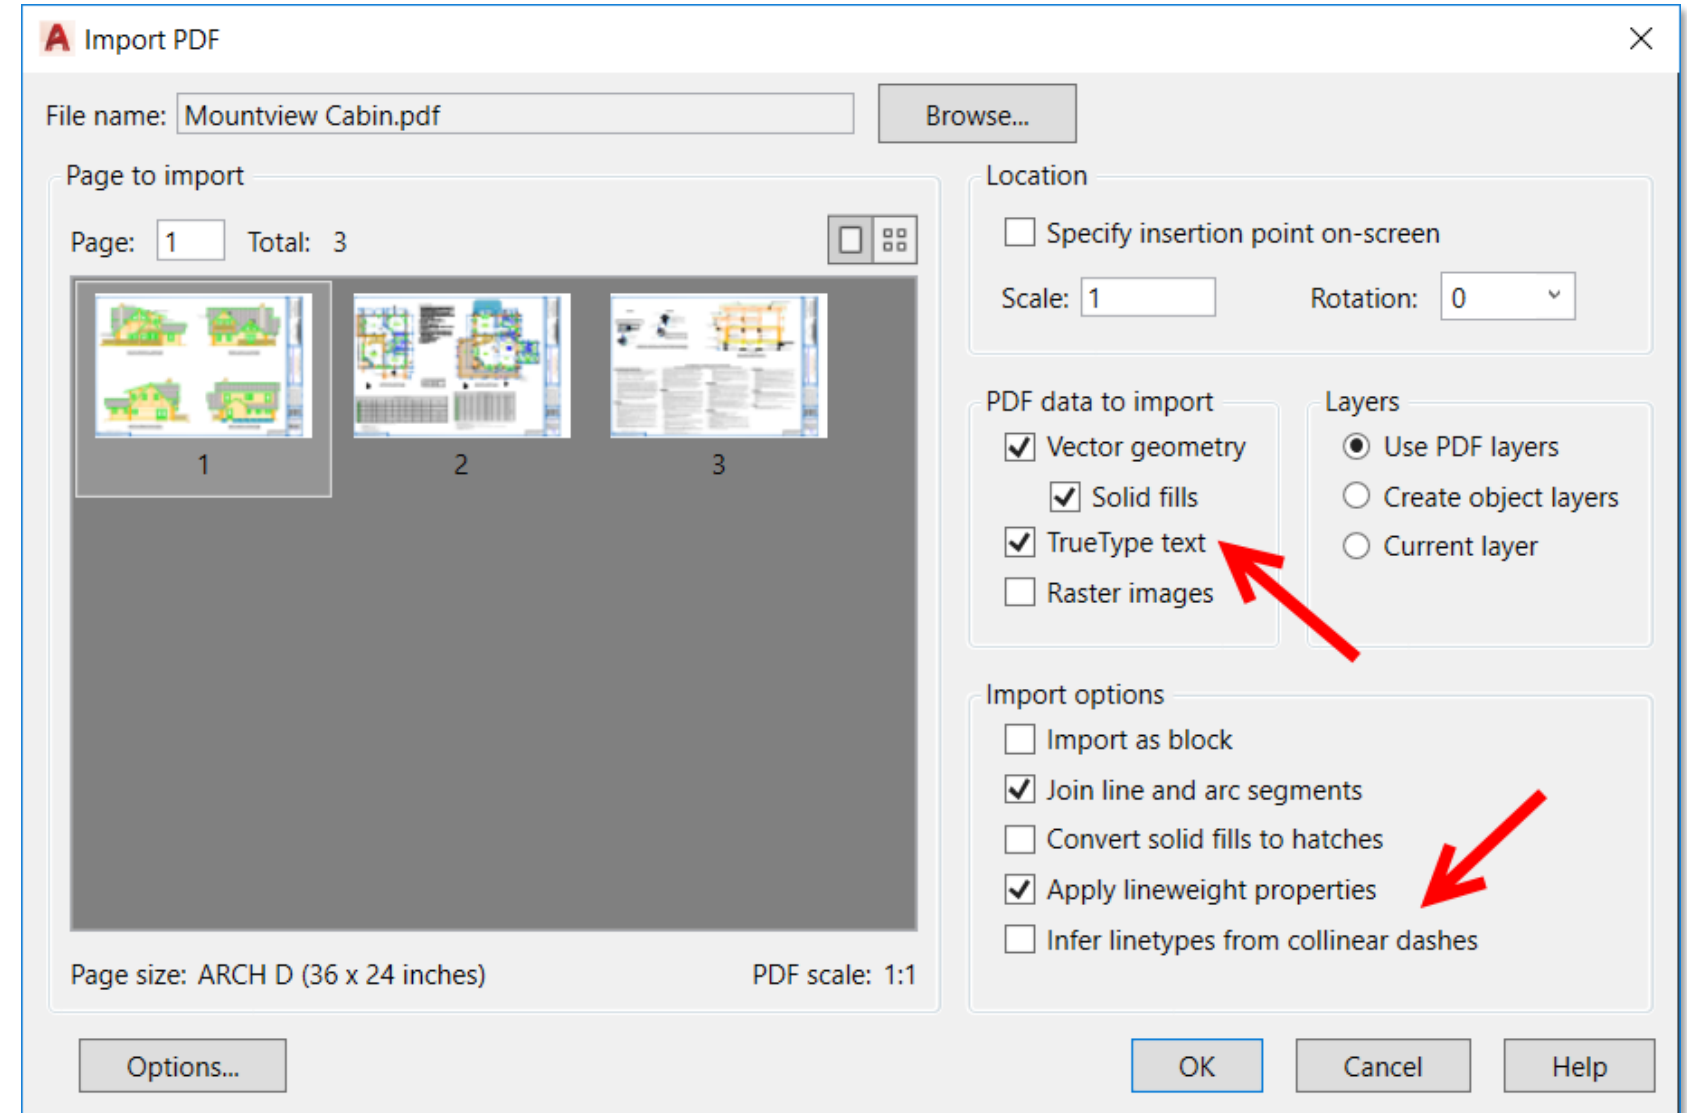 Import PDF
File name: Mountview Cabin.pdf Browse...
Page to import
Page: 1 Total: 3
1 2 3
Page size: ARCH D (36 x 24 inches) PDF scale: 1:1
Location
Specify insertion point on-screen
Scale: 1 Rotation: 0
PDF data to import
Vector geometry
Solid fills
TrueType text
Raster images
Layers
Use PDF layers
Create object layers
Current layer
Import options
Import as block
Join line and arc segments
Convert solid fills to hatches
Apply lineweight properties
Infer linetypes from collinear dashes
Options... OK Cancel Help